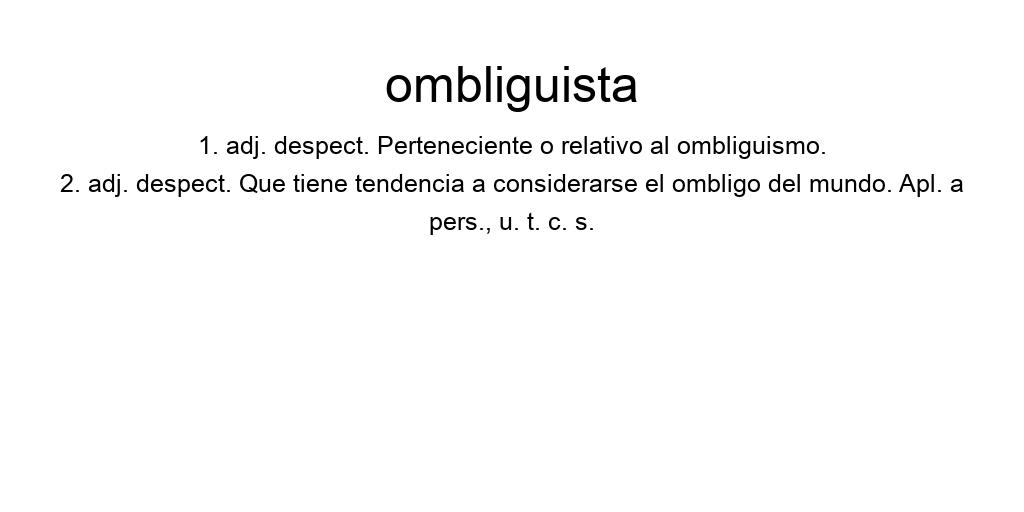 ombliguista
1. adj. despect. Perteneciente o relativo al ombliguismo.
2. adj. despect. Que tiene tendencia a considerarse el ombligo del mundo. Apl. a
pers., u. t. c. s.